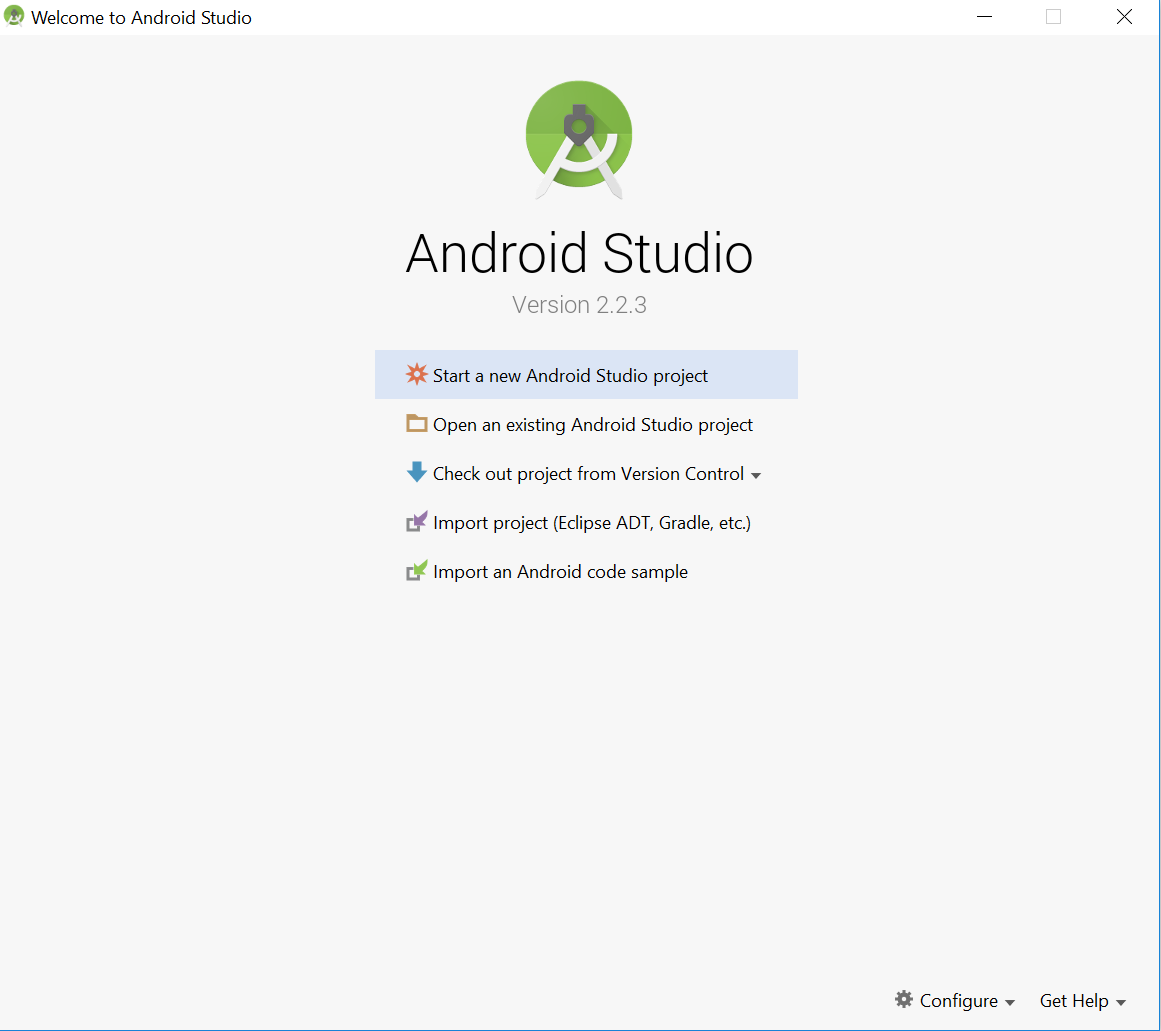 Welcome to Android Studio
Android Studio
Version 2.2.3
Start a new Android Studio project
Open an existing Android Studio project
Check out project from Version Control
Import project (Eclipse ADT, Gradle, etc.)
Import an Android code sample
Configure Get Help